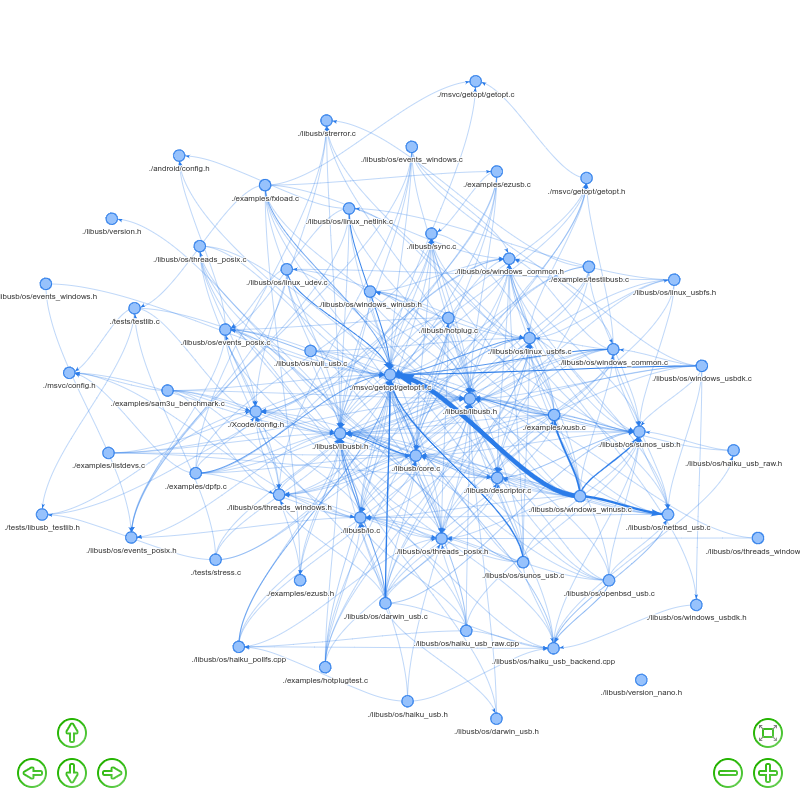 ./msvc/getopt/getopt.c
./libusb/strerror.c
./libusb/os/events_windows.c
./android/config.h
./examples/ezusb.c
./msvc/getopt/getopt.h
./examples/fxload.c
./libusb/os/linux_netlink.c
./libusb/version.h
./libusb/sync.c
./libusb/os/threads_posix.c
./libusb/os/windows_common.h
./examples/testlibusb.c
./libusb/os/linux_udev.c
./libusb/os/linux_usbfs.h
libusb/os/events_windows.h
./libusb/os/windows_winusb.h
./tests/testlib.c
./libusb/hotplug.c
./libusb/os/events_posix.c
./libusb/os/linux_usbfs.c
./libusb/os/null_usb.c
./libusb/os/windows_common.c
./libusb/os/windows_usbdk.c
./msvc/config.h
./msvc/getopt/getopt1.c
./examples/sam3u_benchmark.c
./libusb/libusb.h
./Xcode/config.h
./examples/xusb.c
./libusb/libusbi.h
./libusb/os/sunos_usb.h
./examples/listdevs.c
./libusb/core.c
./libusb/os/haiku_usb_raw.h
./examples/dpfp.c
./libusb/descriptor.c
./libusb/os/threads_windows.h
./libusb/os/windows_winusb.c
./tests/libusb_testlib.h
./libusb/io.c
./libusb/os/netbsd_usb.c
./libusb/os/events_posix.h
./libusb/os/threads_posix.h
./libusb/os/threads_window
./tests/stress.c
./libusb/os/sunos_usb.c
./examples/ezusb.h
./libusb/os/openbsd_usb.c
./libusb/os/darwin_usb.c
./libusb/os/windows_usbdk.h
./libusb/os/haiku_usb_raw.cpp
./libusb/os/haiku_pollfs.cpp
./libusb/os/haiku_usb_backend.cpp
./examples/hotplugtest.c
./libusb/version_nano.h
./libusb/os/haiku_usb.h
./libusb/os/darwin_usb.h